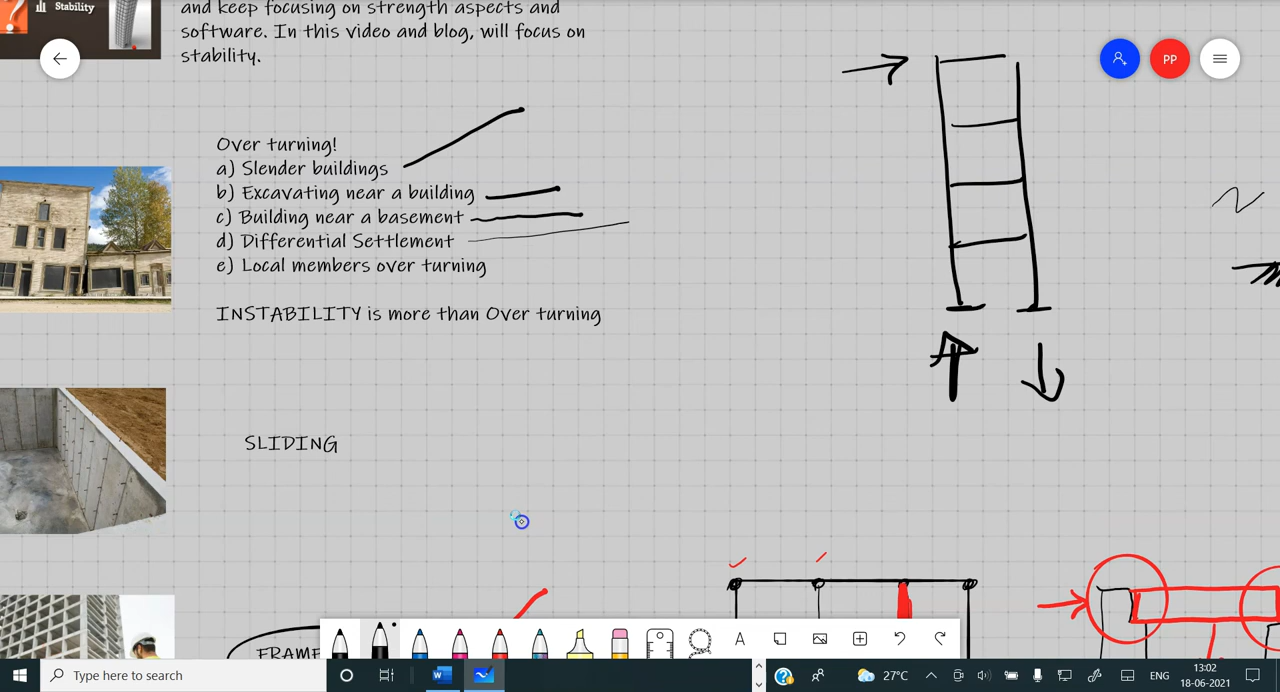 Stability
and keep focusing on strength aspects and
software. In this video and blog, will focus on
stability.
PP
Over turning!
a) Slender buildings
b) Excavating near a building
c) Building near a basement
d) Differential Settlement
e) Local members over turning
INSTABILITY is more than Over turning
SLIDING
FRAME
A
Type here to search
27°C
ENG
13:02
18-06-2021